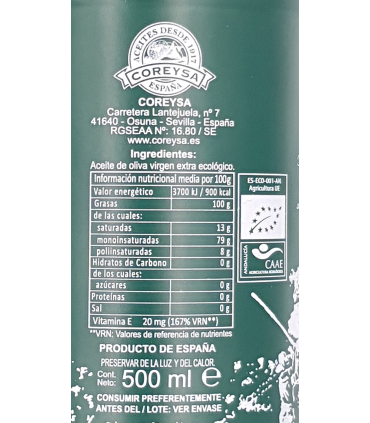 ACEITES DESDE 1917
COREYSA
ESPAÑA
COREYSA
Carretera Lantejuela, nº 7
41640 - Osuna - Sevilla - España
RGSEAA Nº: 16.80 / SE
www.coreysa.com
Ingredientes:
Aceite de oliva virgen extra ecológico.
Información nutricional media por 100g
Valor energético 3700 kJ / 900 kcal
Grasas 100 g
de las cuales:
saturadas 13 g
monoinsaturadas 79 g
poliinsaturadas 8 g
Hidratos de Carbono 0 g
de los cuales:
azúcares 0 g
Proteínas 0 g
Sal 0 g
Vitamina E 20 mg (167% VRN**)
**VRN: Valores de referencia de nutrientes
ES-ECO-001-AN
Agricultura UE
ANDALUCÍA
CAAE
AGRICULTURA ECOLÓGICA
PRODUCTO DE ESPAÑA
PRESERVAR DE LA LUZ Y DEL CALOR.
Cont. Neto: 500 ml e
CONSUMIR PREFERENTEMENTE
ANTES DEL / LOTE: VER ENVASE